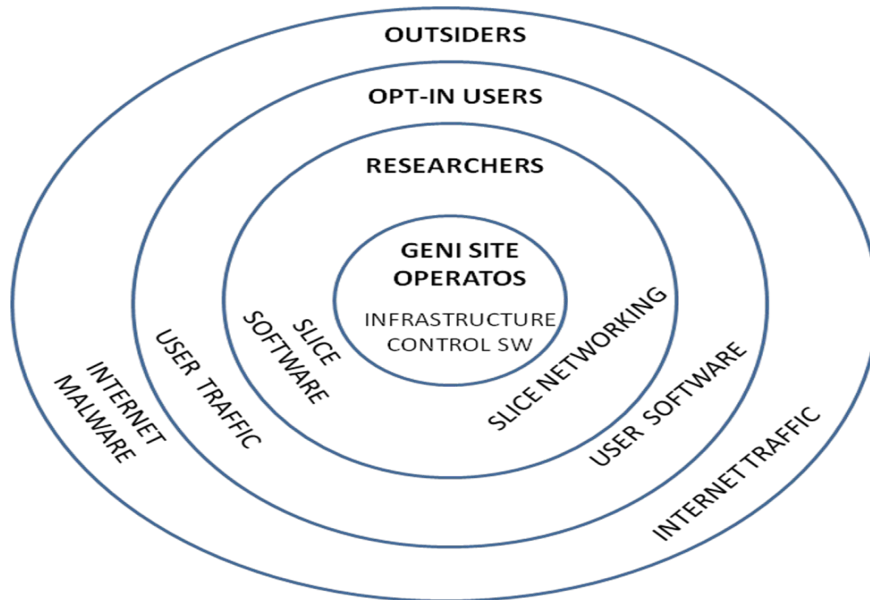 OUTSIDERS
OPT-IN USERS
RESEARCHERS
GENI SITE
OPERATOS
INFRASTRUCTURE
CONTROL SW
SLICE
SOFTWARE
SLICE NETWORKING
USER TRAFFIC
USER SOFTWARE
INTERNET
MALWARE
INTERNET TRAFFIC